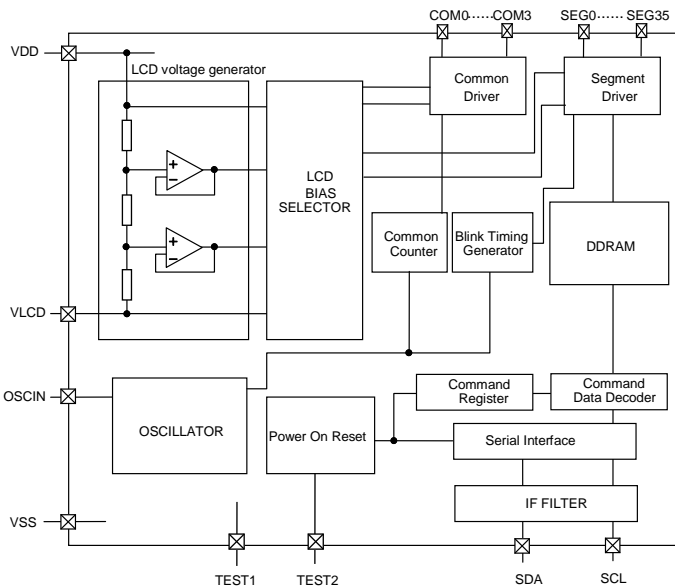 COM0······COM3
SEG0······SEG35
VDD
LCD voltage generator
Common
Driver
Segment
Driver
+
−
LCD
BIAS
SELECTOR
+
−
Common
Counter
Blink Timing
Generator
DDRAM
VLCD
OSCIN
OSCILLATOR
Power On Reset
Command
Register
Command
Data Decoder
Serial Interface
IF FILTER
VSS
TEST1
TEST2
SDA
SCL